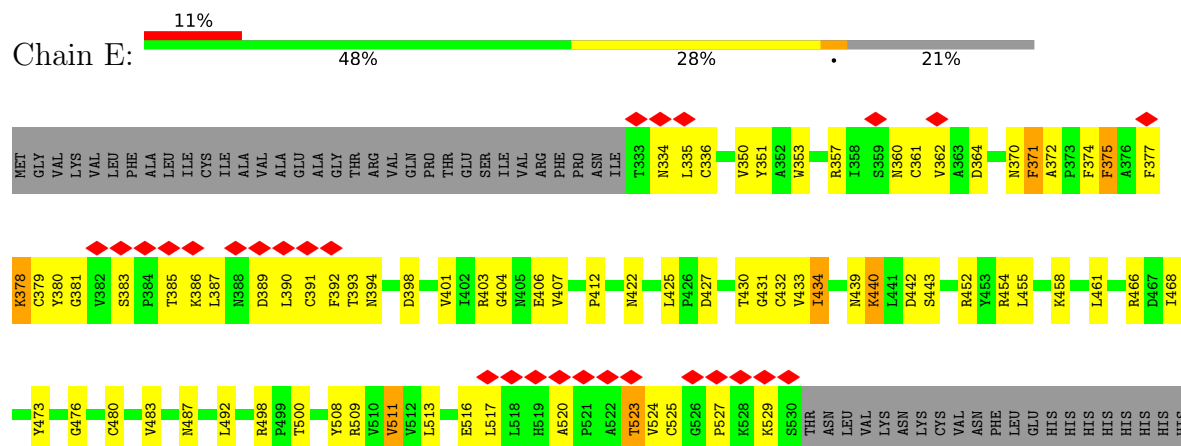 11%
Chain E:
48% 28% • 21%
MET GLY VAL LYS VAL LEU PHE ALA LEU ILE CYS ILE ALA VAL ALA GLU ALA GLY THR ARG VAL GLN PRO THR GLU SER ILE VAL ARG PHE PRO ASN ILE T333 N334 L335 C336 V350 Y351 A352 W353 R357 I358 S359 N360 C361 V362 A363 D364 N370 F371 A372 P373 F374 F375 A376 F377
K378 C379 Y380 G381 V382 S383 P384 T385 K386 L387 N388 D389 L390 C391 F392 T393 N394 D398 V401 I402 R403 G404 N405 E406 V407 P412 N422 L425 P426 D427 T430 G431 C432 V433 I434 N439 K440 L441 D442 S443 R452 Y453 R454 L455 K458 L461 R466 D467 I468
Y473 G476 C480 V483 N487 L492 R498 P499 T500 Y508 R509 V510 V511 V512 L513 E516 L517 L518 H519 A520 P521 A522 T523 V524 C525 G526 P527 K528 K529 S530 THR ASN LEU VAL LYS ASN LYS CYS VAL ASN PHE LEU GLU HIS HIS HIS HIS HIS HIS